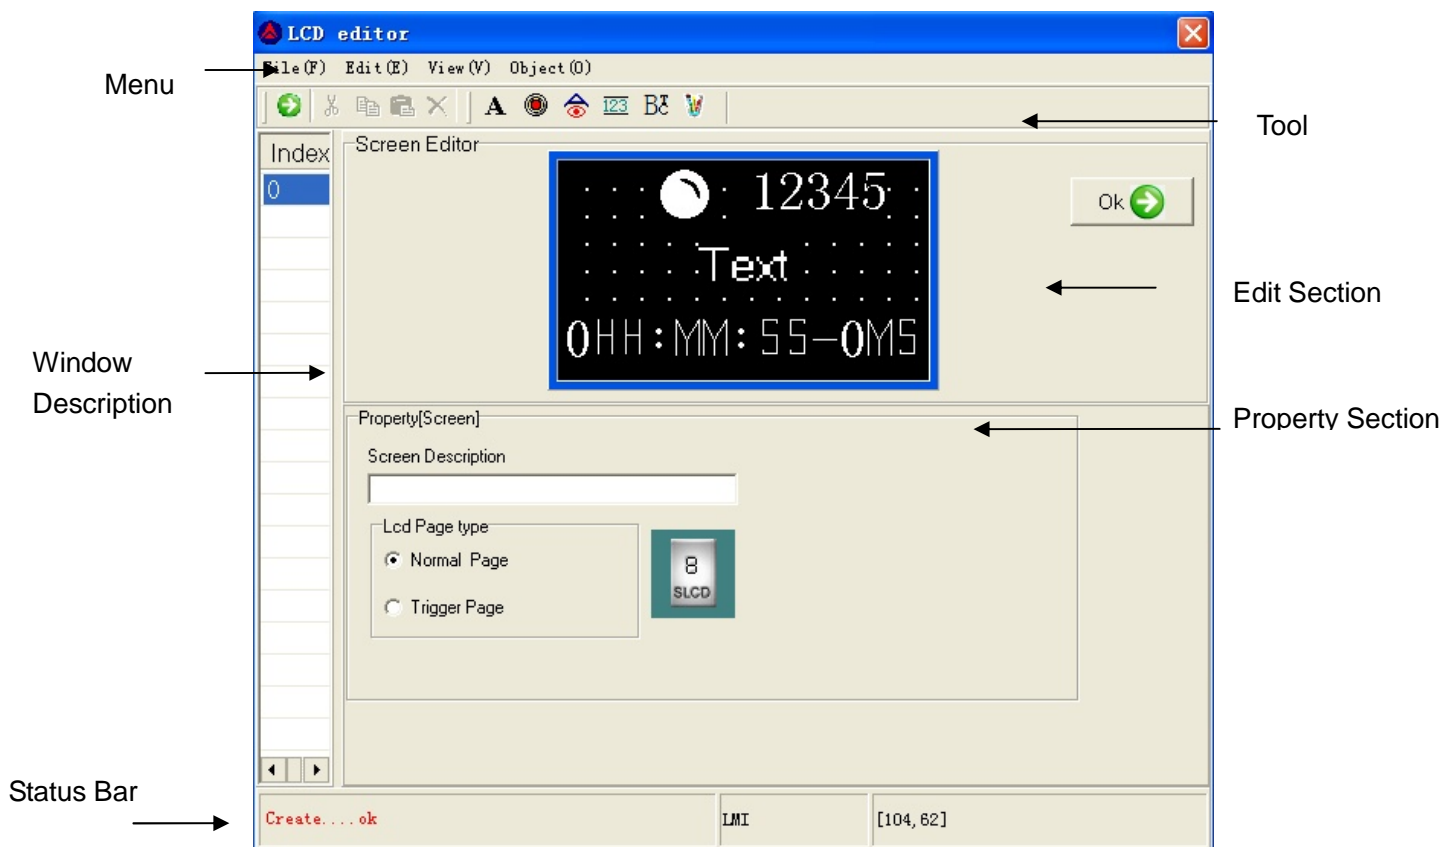 LCD editor
File(F) Edit(E) View(V) Object(O)
Menu
A 123
Tool
Index
Screen Editor
0
12345
Ok
Text
Edit Section
0HH:MM:SS-0MS
Window
Description
Property[Screen]
Property Section
Screen Description
Lcd Page type
Normal Page
8
SLCD
Trigger Page
Status Bar
Create....ok
LMI
[104,62]